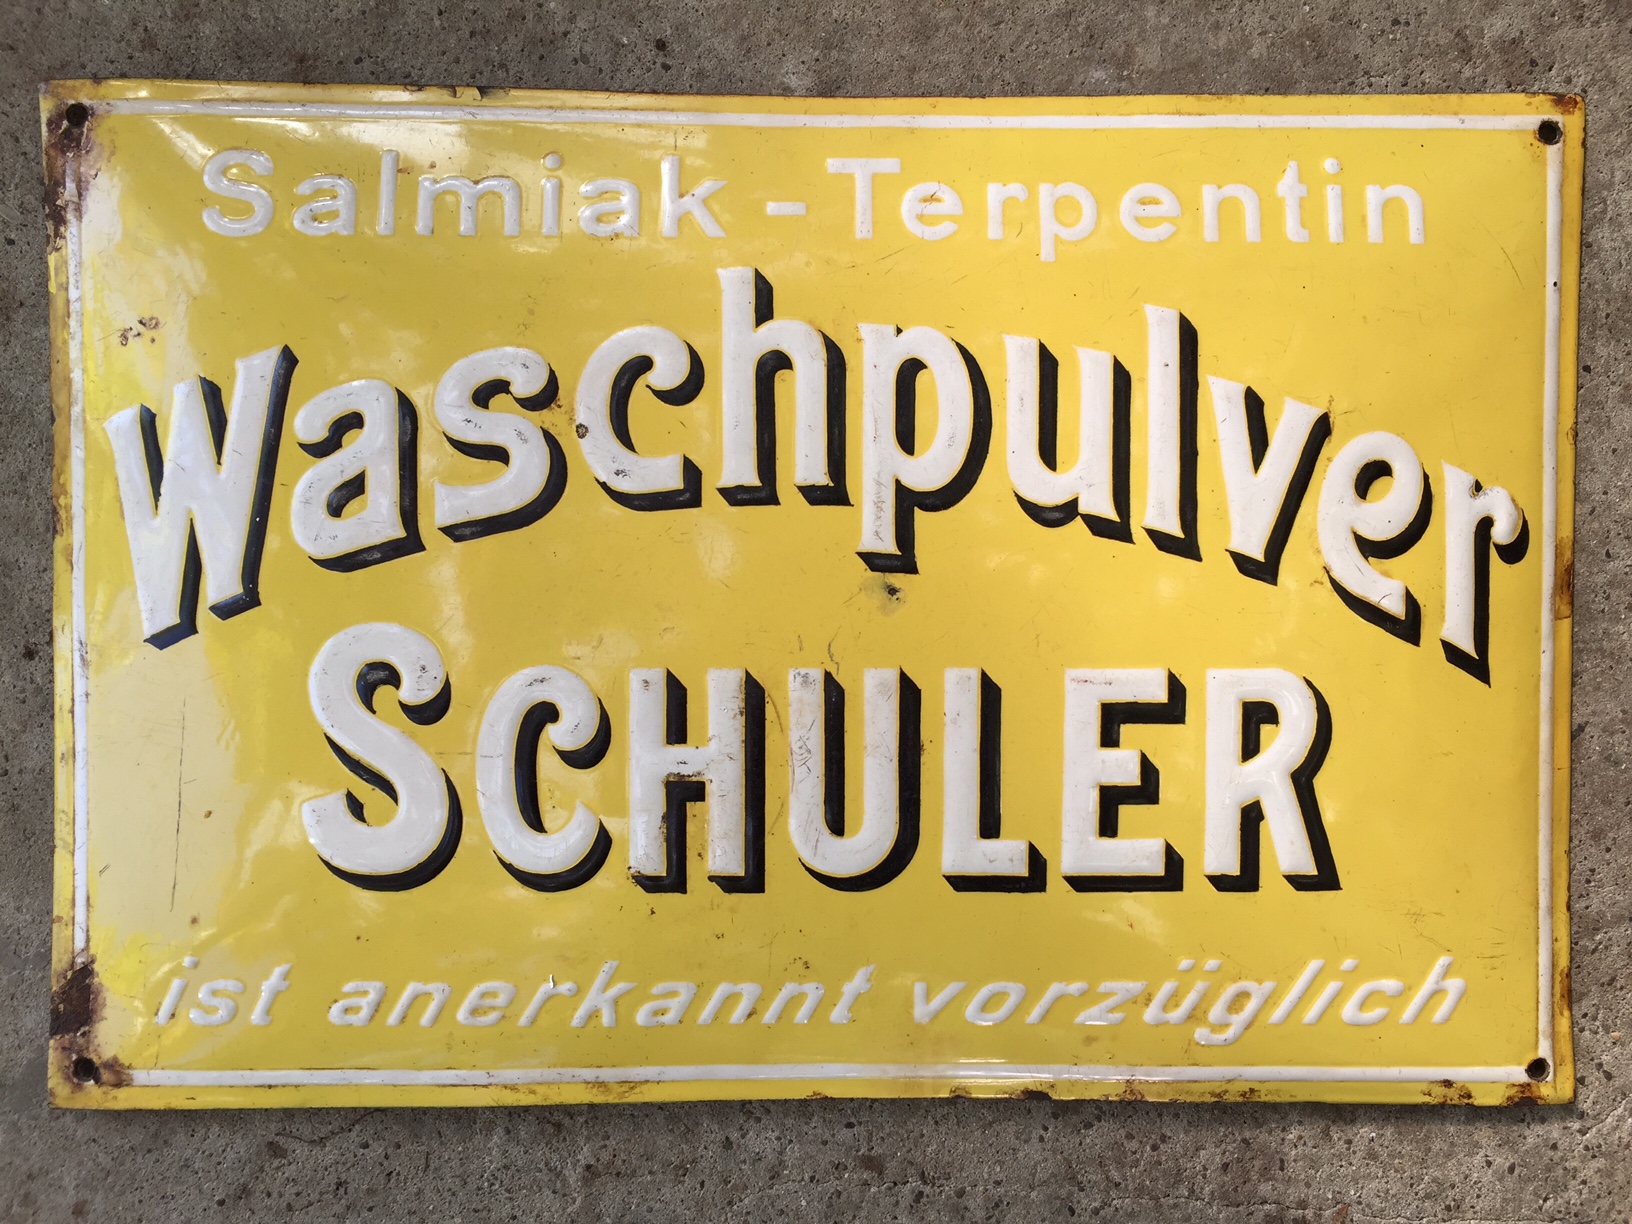 Salmiak - Terpentin
Waschpulver
SCHULER
ist anerkannt vorzüglich